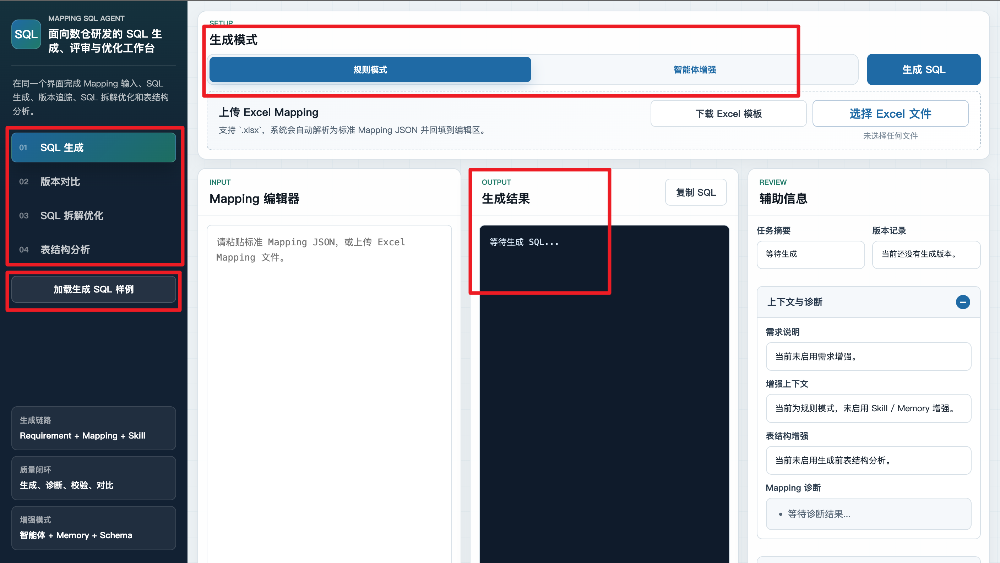 MAPPING SQL AGENT
SQL
面向数仓研发的 SQL 生
成、评审与优化工作台
在同一个界面完成 Mapping 输入、SQL
生成、版本追踪、SQL 拆解优化和表结构
分析。
01 SQL 生成
02 版本对比
03 SQL 拆解优化
04 表结构分析
加载生成 SQL 样例
生成链路
Requirement + Mapping + Skill
质量闭环
生成、诊断、校验、对比
增强模式
智能体 + Memory + Schema
SETUP
生成模式
规则模式
智能体增强
生成 SQL
上传 Excel Mapping
支持 `.xlsx`，系统会自动解析为标准 Mapping JSON 并回填到编辑区。
下载 Excel 模板
选择 Excel 文件
未选择任何文件
INPUT
Mapping 编辑器
请粘贴标准 Mapping JSON，或上传 Excel
Mapping 文件。
OUTPUT
生成结果
复制 SQL
等待生成 SQL...
REVIEW
辅助信息
任务摘要
等待生成
版本记录
当前还没有生成版本。
上下文与诊断
需求说明
当前未启用需求增强。
增强上下文
当前为规则模式，未启用 Skill / Memory 增强。
表结构增强
当前未启用生成前表结构分析。
Mapping 诊断
• 等待诊断结果...